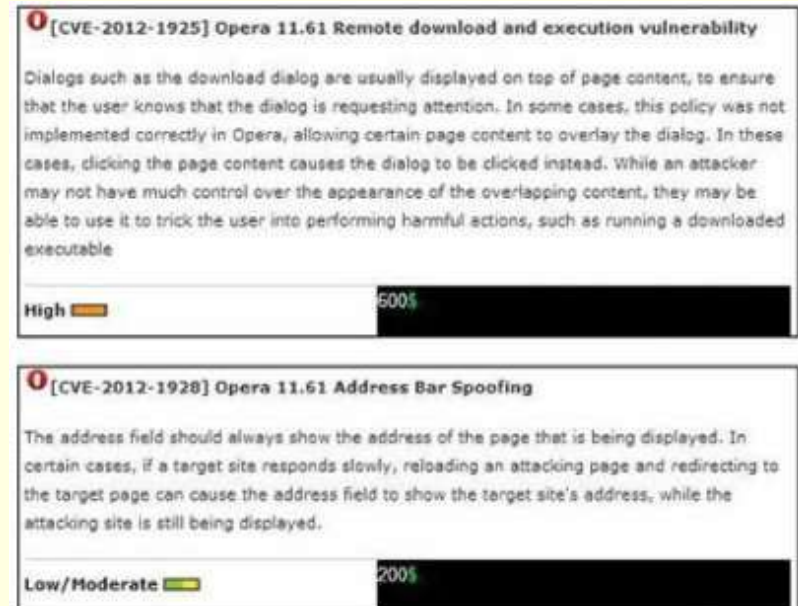 [CVE-2012-1925] Opera 11.61 Remote download and execution vulnerability
Dialogs such as the download dialog are usually displayed on top of page content, to ensure
that the user knows that the dialog is requesting attention. In some cases, this policy was not
implemented correctly in Opera, allowing certain page content to overlay the dialog. In these
cases, clicking the page content causes the dialog to be clicked instead. While an attacker
may not have much control over the appearance of the overlapping content, they may be
able to use it to trick the user into performing harmful actions, such as running a downloaded
executable
High
600$
[CVE-2012-1928] Opera 11.61 Address Bar Spoofing
The address field should always show the address of the page that is being displayed. In
certain cases, if a target site responds slowly, reloading an attacking page and redirecting to
the target page can cause the address field to show the target site's address, while the
attacking site is still being displayed.
Low/Moderate
200$